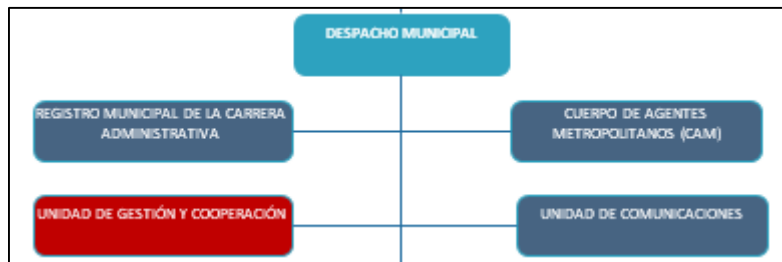 DESPACHO MUNICIPAL
REGISTRO MUNICIPAL DE LA CARRERA
ADMINISTRATIVA
CUERPO DE AGENTES
METROPOLITANOS (CAM)
UNIDAD DE GESTIÓN Y COOPERACIÓN
UNIDAD DE COMUNICACIONES